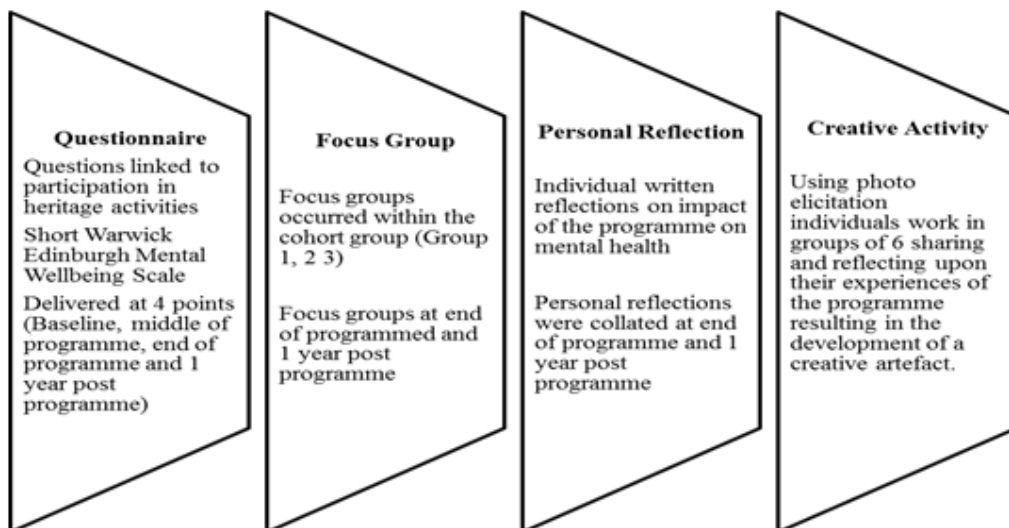 Questionnaire
Questions linked to
participation in
heritage activities
Short Warwick
Edinburgh Mental
Wellbeing Scale
Delivered at 4 points
(Baseline, middle of
programme, end of
programme and 1
year post
programme)
Focus Group
Focus groups
occurred within the
cohort group (Group
1, 2 3)
Focus groups at end
of programmed and
1 year post
programme
Personal Reflection
Individual written
reflections on impact
of the programme on
mental health
Personal reflections
were collated at end
of programme and 1
year post
programme
Creative Activity
Using photo
elicitation
individuals work in
groups of 6 sharing
and reflecting upon
their experiences of
the programme
resulting in the
development of a
creative artefact.